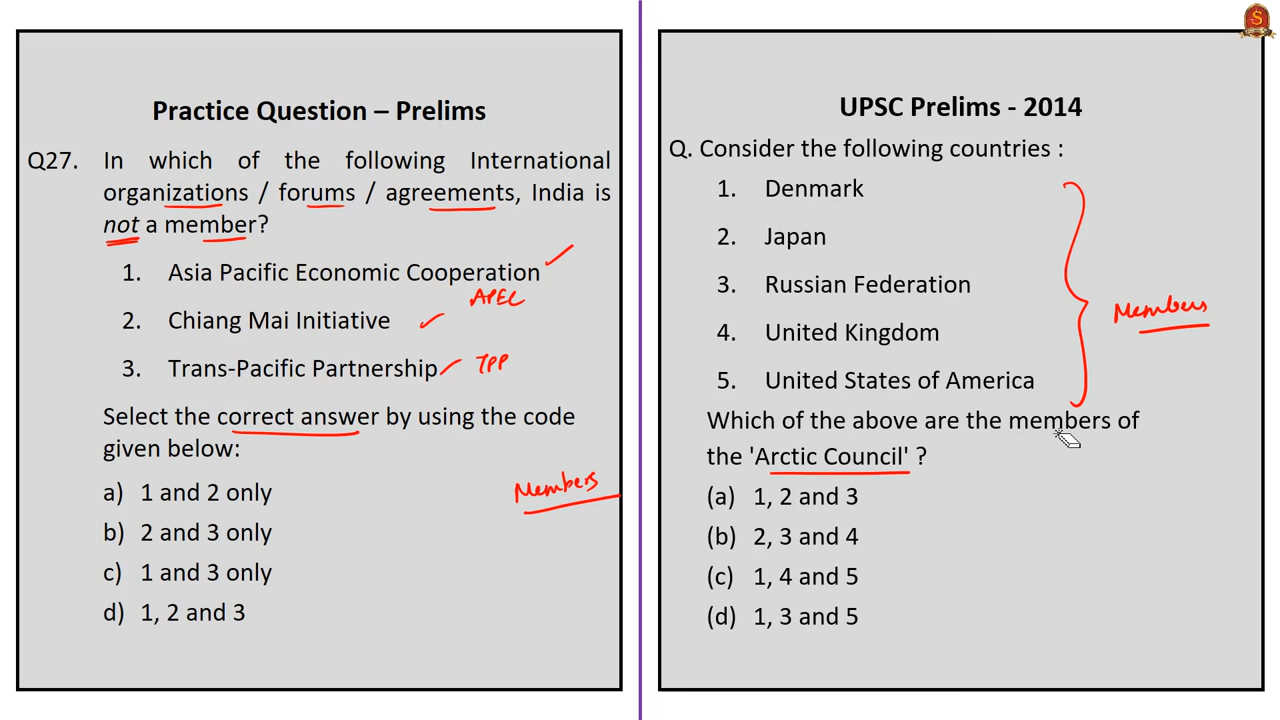 Practice Question – Prelims
Q27. In which of the following International
organizations / forums / agreements, India is
not a member?
1. Asia Pacific Economic Cooperation
APEC
2. Chiang Mai Initiative
3. Trans-Pacific Partnership TPP
Select the correct answer by using the code
given below:
a) 1 and 2 only
Members
b) 2 and 3 only
c) 1 and 3 only
d) 1, 2 and 3
UPSC Prelims - 2014
Q. Consider the following countries :
1. Denmark
2. Japan
3. Russian Federation
Members
4. United Kingdom
5. United States of America
Which of the above are the members of
the 'Arctic Council' ?
(a) 1, 2 and 3
(b) 2, 3 and 4
(c) 1, 4 and 5
(d) 1, 3 and 5